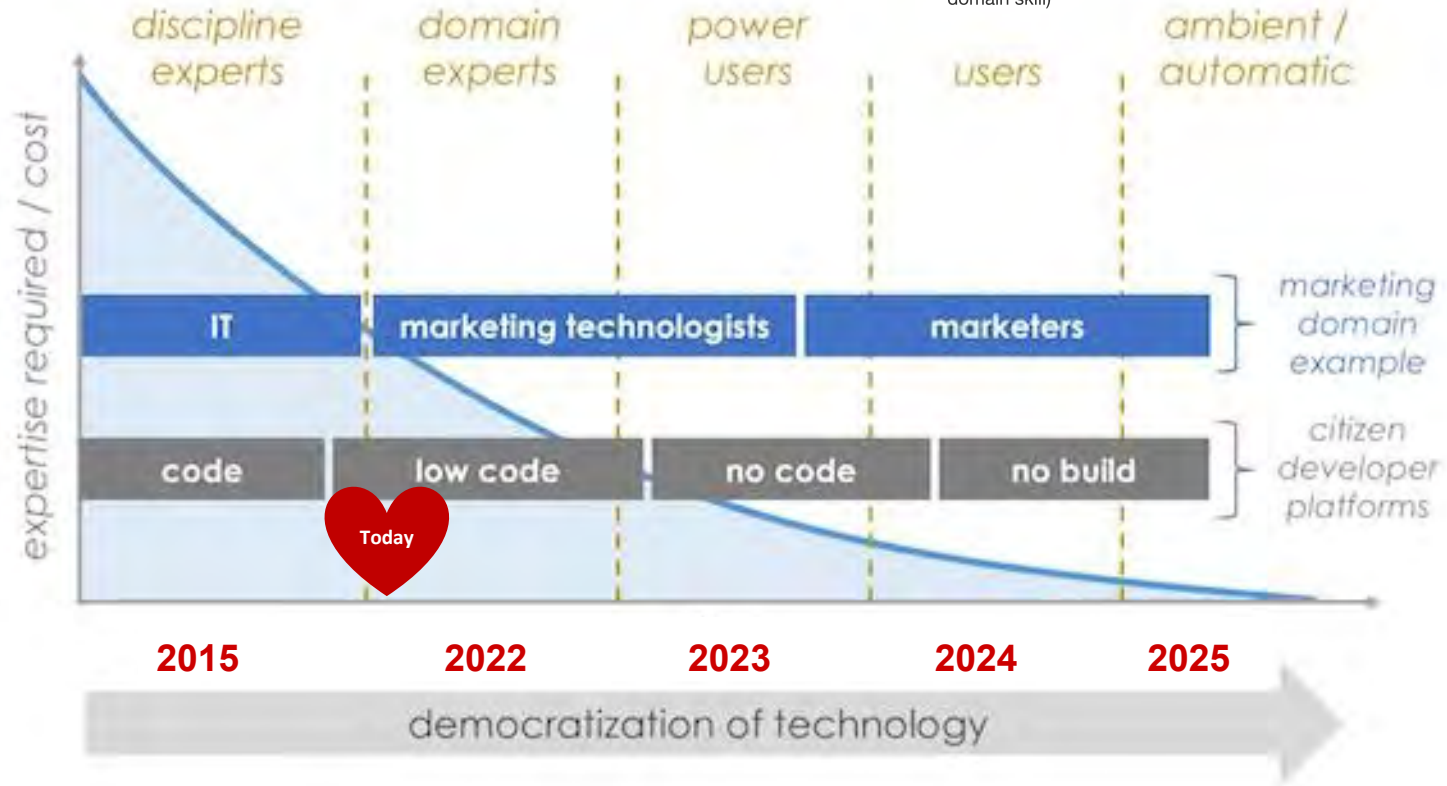 domain skill)
discipline
experts
domain
experts
power
users
users
ambient /
automatic
expertise required / cost
IT
marketing technologists
marketers
marketing
domain
example
code
low code
no code
no build
citizen
developer
platforms
Today
2015
2022
2023
2024
2025
democratization of technology